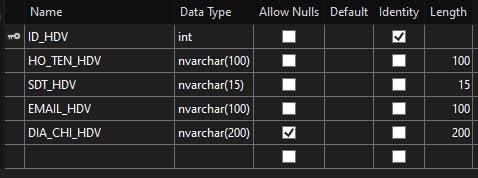 Name Data Type Allow Nulls Default Identity Length
ID_HDV int
HO_TEN_HDV nvarchar(100) 100
SDT_HDV nvarchar(15) 15
EMAIL_HDV nvarchar(100) 100
DIA_CHI_HDV nvarchar(200) 200